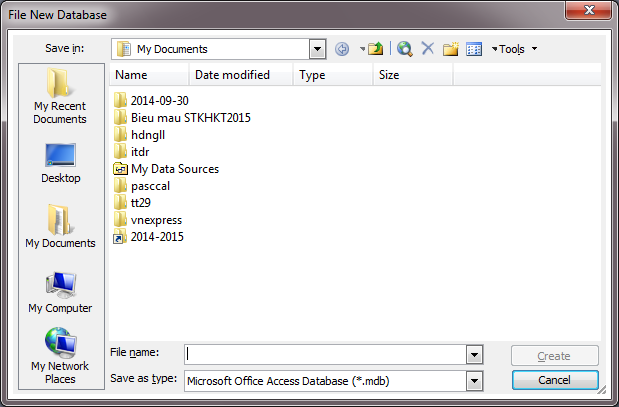 File New Database
Save in:
My Documents
Tools
Name Date modified Type Size
My Recent
Documents
Desktop
My Documents
My Computer
My Network
Places
2014-09-30
Bieu mau STKHKT2015
hdngll
itdr
My Data Sources
pasccal
tt29
vnexpress
2014-2015
File name:
Create
Save as type: Microsoft Office Access Database (*.mdb)
Cancel